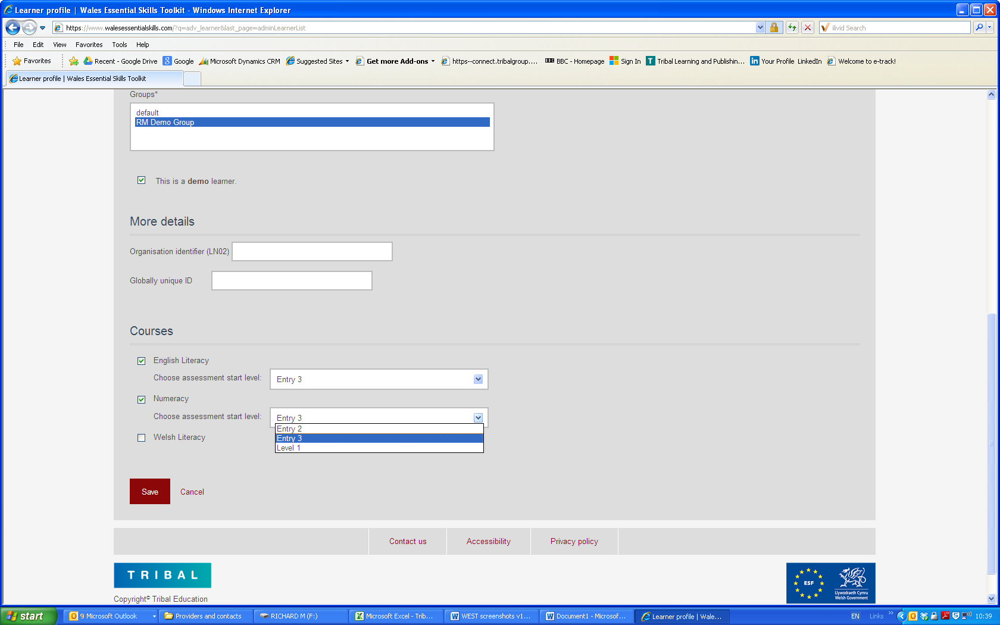 Learner profile | Wales Essential Skills Toolkit - Windows Internet Explorer
https://www.walesessentialskills.com/?q=adv_learner&last_page=adminLearnerList
ilivid Search
File Edit View Favorites Tools Help
Favorites Recent - Google Drive Google Microsoft Dynamics CRM Suggested Sites Get more Add-ons https--connect.tribalgroup.... BBC - Homepage Sign In Tribal Learning and Publishin... Your Profile LinkedIn Welcome to e-track!
Learner profile | Wales Essential Skills Toolkit
Groups*
default
RM Demo Group
This is a demo learner.
More details
Organisation identifier (LN02)
Globally unique ID
Courses
English Literacy
Choose assessment start level: Entry 3
Numeracy
Choose assessment start level: Entry 3
Entry 2
Entry 3
Level 1
Welsh Literacy
Save Cancel
Contact us Accessibility Privacy policy
TRIBAL
ESF
Llywodraeth Cymru
Welsh Government
Copyright© Tribal Education
start 9 Microsoft Outlook Providers and contacts RICHARD M (F:) Microsoft Excel - Trib... WEST screenshots v1... Document1 - Microsof... Learner profile | Wale... EN Links 10:39